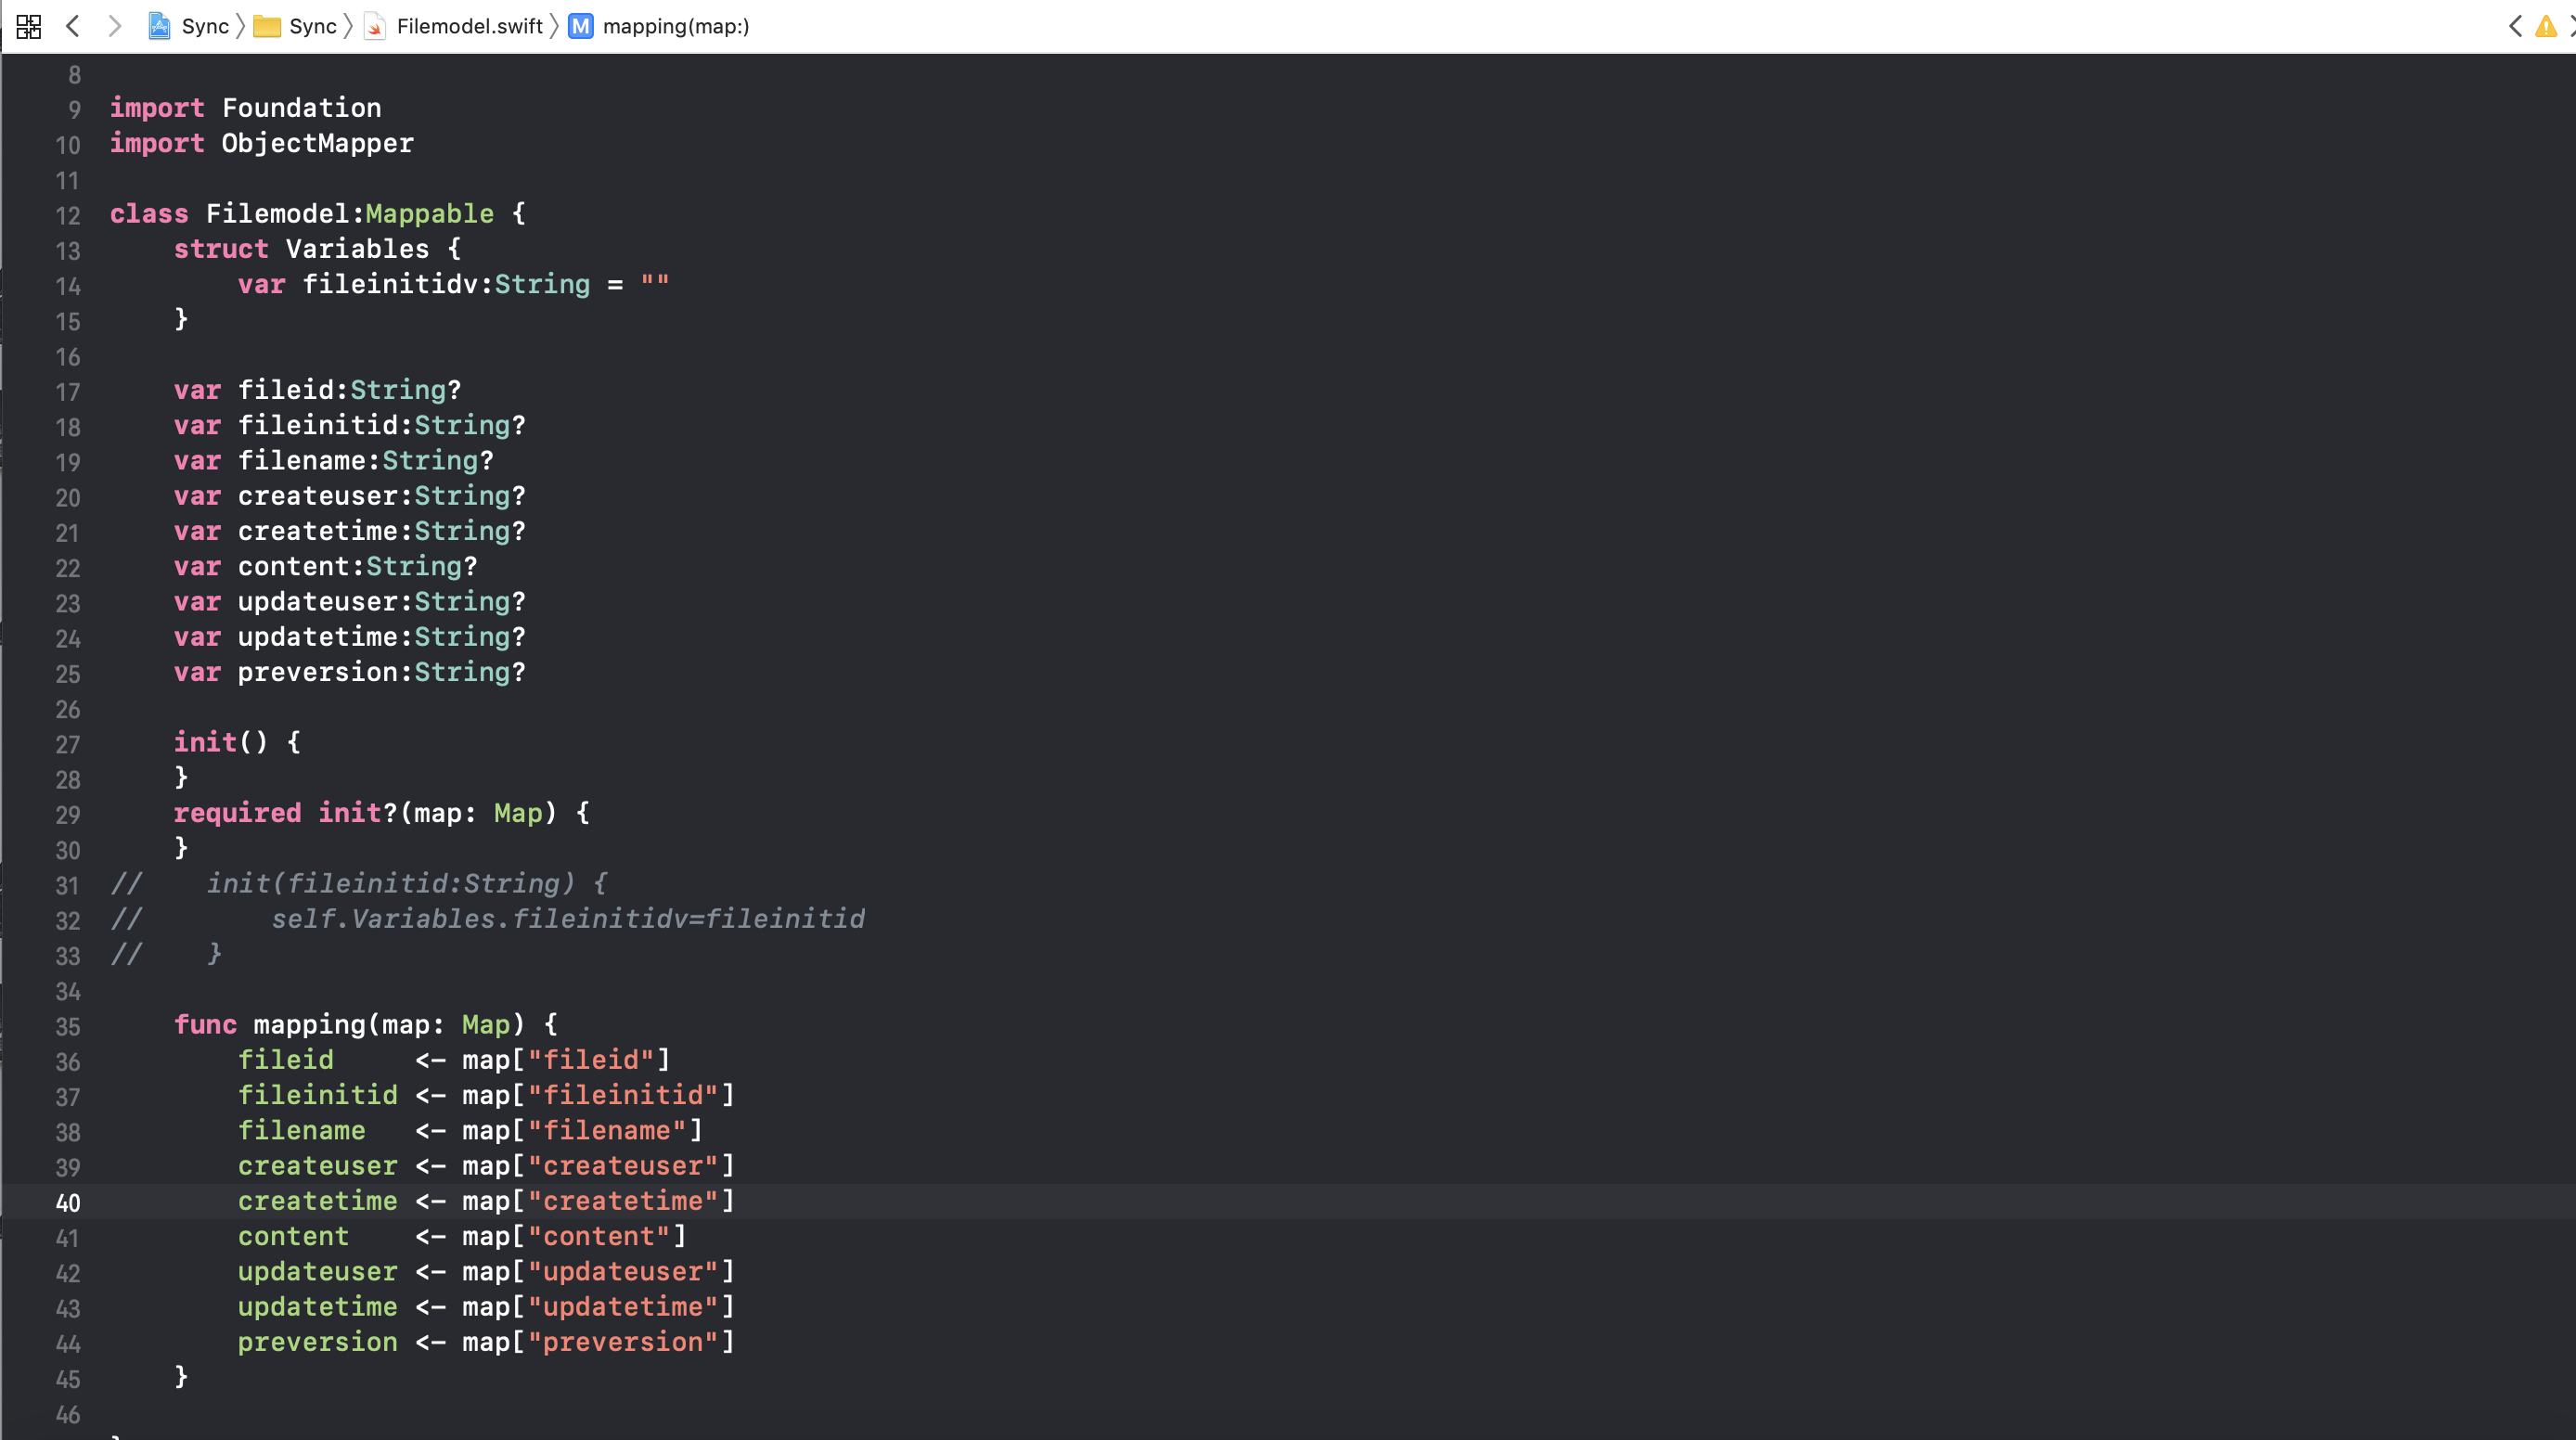 Sync Sync Filemodel.swift M mapping(map:)
8
9 import Foundation
10 import ObjectMapper
11
12 class Filemodel:Mappable {
13     struct Variables {
14         var fileinitidv:String = ""
15     }
16
17     var fileid:String?
18     var fileinitid:String?
19     var filename:String?
20     var createuser:String?
21     var createtime:String?
22     var content:String?
23     var updateuser:String?
24     var updatetime:String?
25     var preversion:String?
26
27     init() {
28     }
29     required init?(map: Map) {
30     }
31 //    init(fileinitid:String) {
32 //        self.Variables.fileinitidv=fileinitid
33 //    }
34
35     func mapping(map: Map) {
36         fileid     <- map["fileid"]
37         fileinitid <- map["fileinitid"]
38         filename   <- map["filename"]
39         createuser <- map["createuser"]
40         createtime <- map["createtime"]
41         content    <- map["content"]
42         updateuser <- map["updateuser"]
43         updatetime <- map["updatetime"]
44         preversion <- map["preversion"]
45     }
46